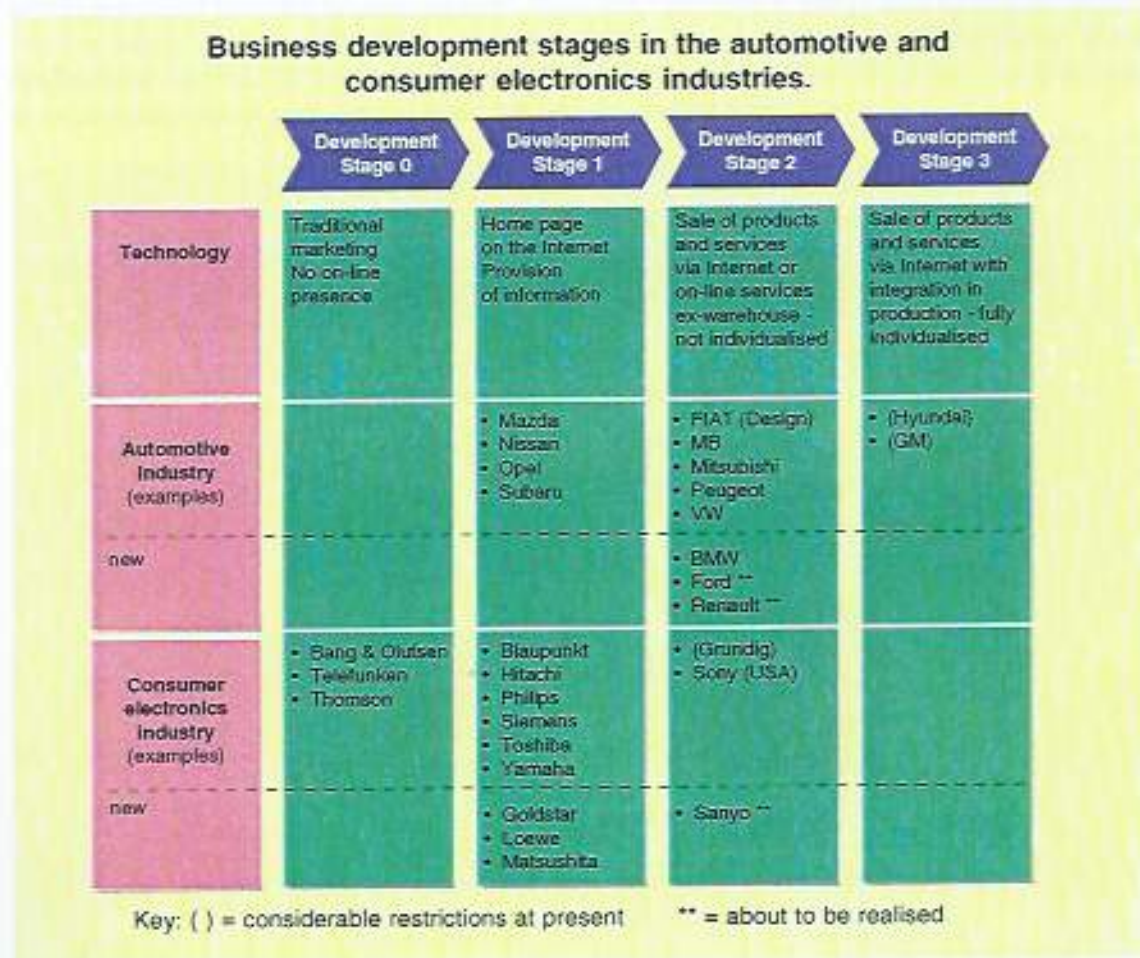 Business development stages in the automotive and
consumer electronics industries.
Development
Stage 0
Development
Stage 1
Development
Stage 2
Development
Stage 3
Technology
Traditional
marketing
No on-line
presence
Home page
on the Internet
Provision
of information
Sale of products
and services
via Internet or
on-line services
ex-warehouse -
not individualised
Sale of products
and services
via Internet with
integration in
production - fully
individualised
Automotive
industry
(examples)
• Mazda
• Nissan
• Opel
• Subaru
• FIAT (Design)
• MB
• Mitsubishi
• Peugeot
• VW
• (Hyundai)
• (GM)
new
• BMW
• Ford **
• Renault **
Consumer
electronics
industry
(examples)
• Bang & Olufsen
• Telefunken
• Thomson
• Blaupunkt
• Hitachi
• Philips
• Siemens
• Toshiba
• Yamaha
• (Grundig)
• Sony (USA)
new
• Goldstar
• Loewe
• Matsushita
• Sanyo **
Key: ( ) = considerable restrictions at present
** = about to be realised